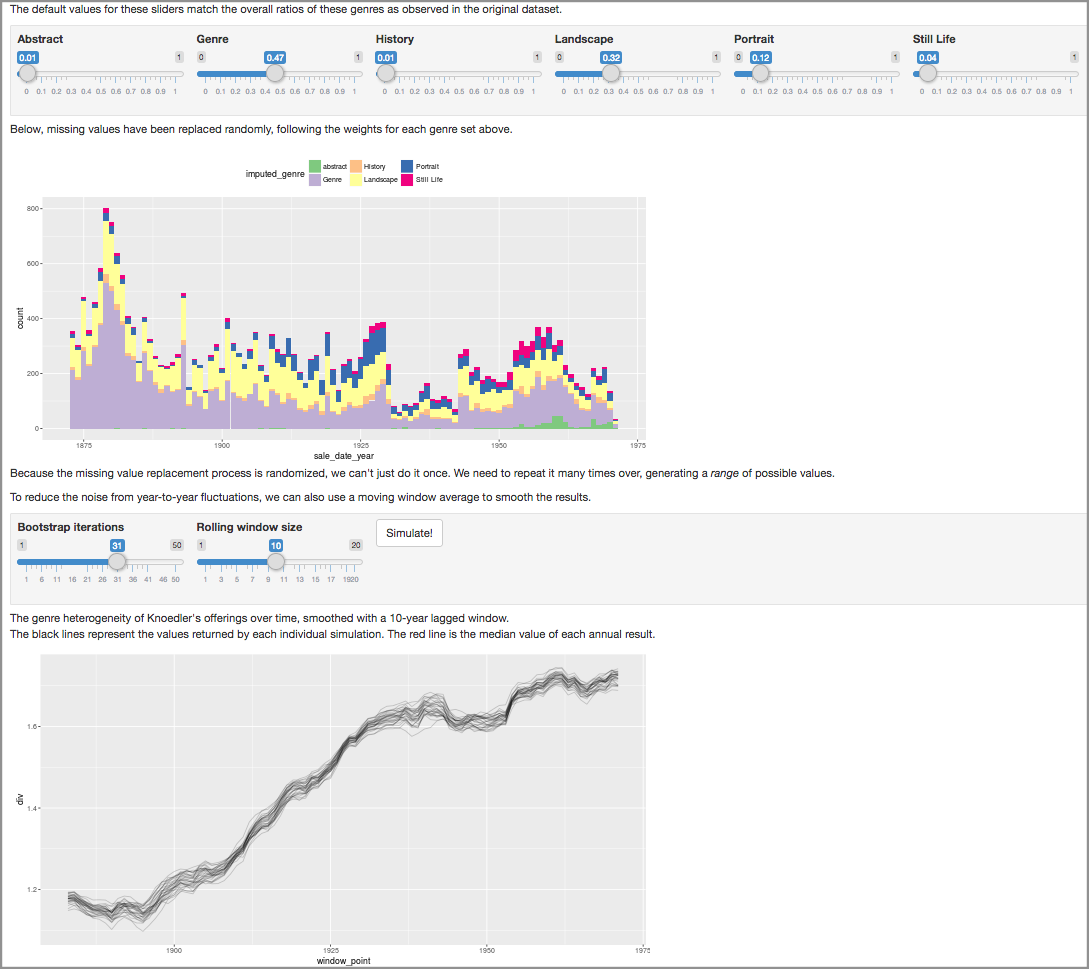 The default values for these sliders match the overall ratios of these genres as observed in the original dataset.
Abstract Genre History Landscape Portrait Still Life
0.01 1 0 0.47 1 0.01 1 0 0.32 1 0 0.12 1 0.04 1
0 0.1 0.2 0.3 0.4 0.5 0.6 0.7 0.8 0.9 1 0 0.1 0.2 0.3 0.4 0.5 0.6 0.7 0.8 0.9 1 0 0.1 0.2 0.3 0.4 0.5 0.6 0.7 0.8 0.9 1 0 0.1 0.2 0.3 0.4 0.5 0.6 0.7 0.8 0.9 1 0 0.1 0.2 0.3 0.4 0.5 0.6 0.7 0.8 0.9 1 0 0.1 0.2 0.3 0.4 0.5 0.6 0.7 0.8 0.9 1
Below, missing values have been replaced randomly, following the weights for each genre set above.
imputed_genre
abstract History Portrait
Genre Landscape Still Life
800
600
400
200
0
count
1875 1900 1925 1950 1975
sale_date_year
Because the missing value replacement process is randomized, we can't just do it once. We need to repeat it many times over, generating a range of possible values.
To reduce the noise from year-to-year fluctuations, we can also use a moving window average to smooth the results.
Bootstrap iterations Rolling window size Simulate!
1 31 50 1 10 20
1 6 11 16 21 26 31 36 41 46 50 1 3 5 7 9 11 13 15 17 1920
The genre heterogeneity of Knoedler's offerings over time, smoothed with a 10-year lagged window.
The black lines represent the values returned by each individual simulation. The red line is the median value of each annual result.
1.6
1.4
1.2
div
1900 1925 1950 1975
window_point